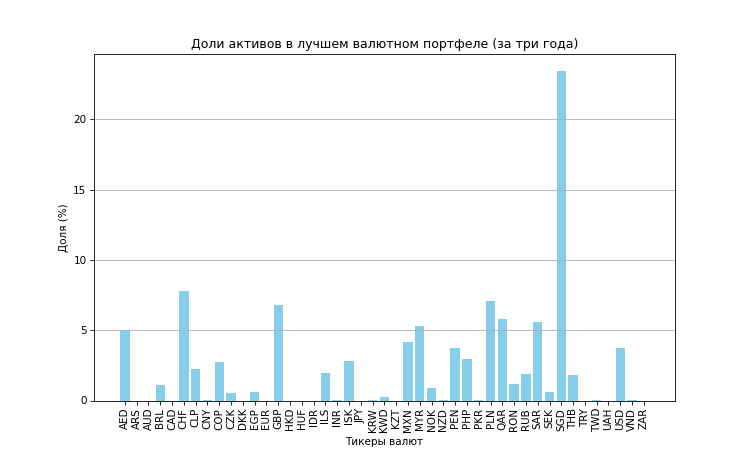 Доли активов в лучшем валютном портфеле (за три года)
Доля (%)
20
15
10
5
0
AED ARS AUD BRL CAD CHF CLP CNY COP CZK DKK EGP EUR GBP HKD HUF IDR ILS INR ISK JPY KRW KWD KZT MXN MYR NOK NZD PEN PHP PKR PLN QAR RON RUB SAR SEK SGD THB TRY TWD UAH USD VND ZAR
Тикеры валют